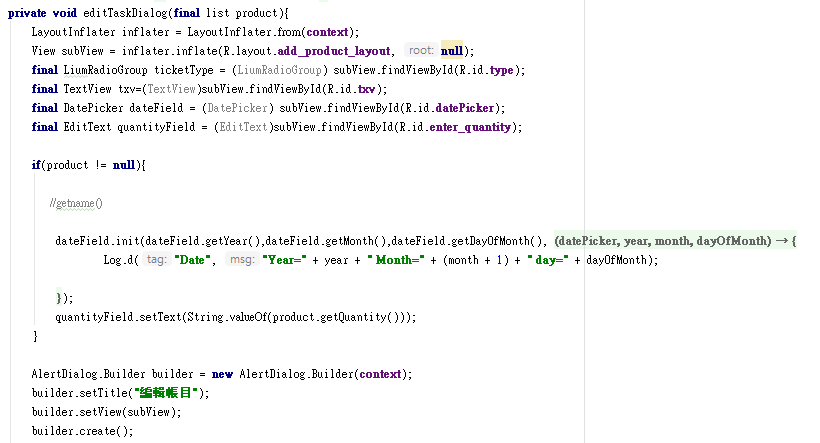 private void editTaskDialog(final list product){
LayoutInflater inflater = LayoutInflater.from(context);
View subView = inflater.inflate(R.layout.add_product_layout, root: null);
final LiumRadioGroup ticketType = (LiumRadioGroup) subView.findViewById(R.id.type);
final TextView txv=(TextView)subView.findViewById(R.id.txv);
final DatePicker dateField = (DatePicker) subView.findViewById(R.id.datePicker);
final EditText quantityField = (EditText)subView.findViewById(R.id.enter_quantity);
if(product != null){
//getname()
dateField.init(dateField.getYear(),dateField.getMonth(),dateField.getDayOfMonth(), (datePicker, year, month, dayOfMonth) → {
Log.d( tag: "Date", msg: "Year=" + year + " Month=" + (month + 1) + " day=" + dayOfMonth);
});
quantityField.setText(String.valueOf(product.getQuantity()));
}
AlertDialog.Builder builder = new AlertDialog.Builder(context);
builder.setTitle("编輯帳目");
builder.setView(subView);
builder.create();